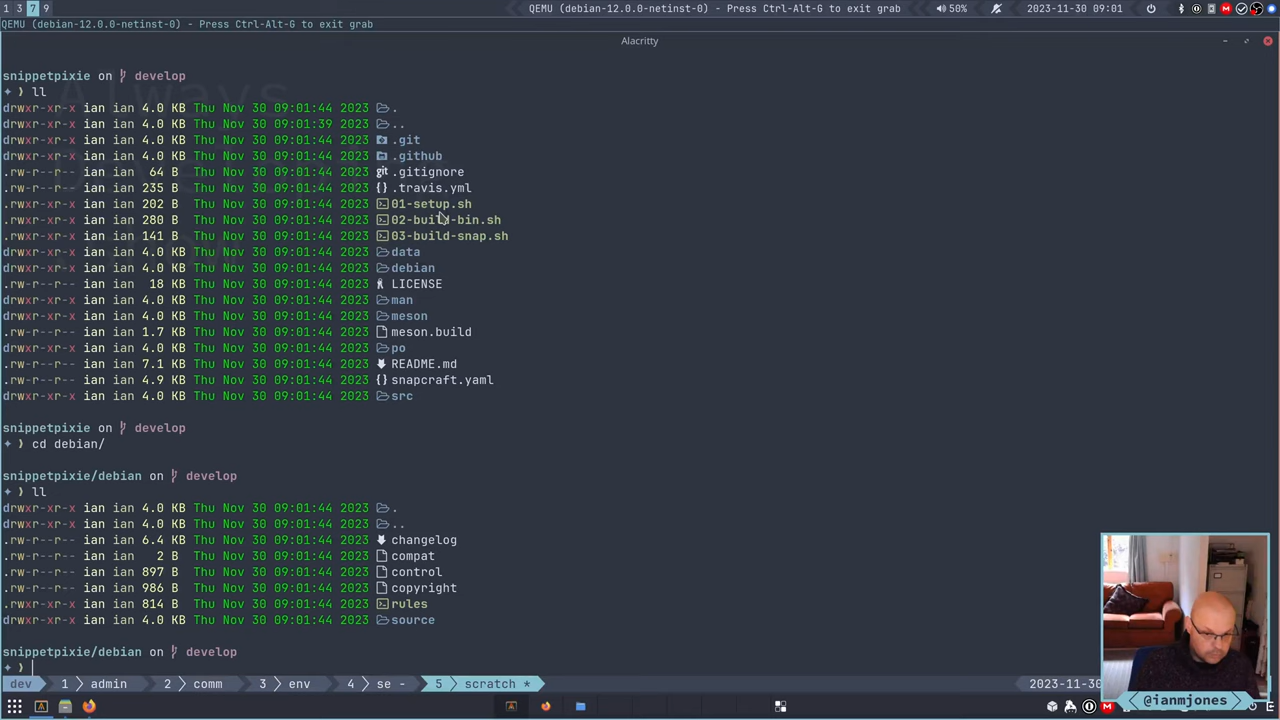 1 3 7 9 QEMU (debian-12.0.0-netinst-0) - Press Ctrl-Alt-G to exit grab 50% 2023-11-30 09:01
QEMU (debian-12.0.0-netinst-0) - Press Ctrl-Alt-G to exit grab
Alacritty
snippetpixie on develop
❯ ll
drwxr-xr-x ian ian 4.0 KB Thu Nov 30 09:01:44 2023 .
drwxr-xr-x ian ian 4.0 KB Thu Nov 30 09:01:39 2023 ..
drwxr-xr-x ian ian 4.0 KB Thu Nov 30 09:01:44 2023 .git
drwxr-xr-x ian ian 4.0 KB Thu Nov 30 09:01:44 2023 .github
.rw-r--r-- ian ian 64 B Thu Nov 30 09:01:44 2023 git .gitignore
.rw-r--r-- ian ian 235 B Thu Nov 30 09:01:44 2023 {} .travis.yml
.rwxr-xr-x ian ian 202 B Thu Nov 30 09:01:44 2023 01-setup.sh
.rwxr-xr-x ian ian 280 B Thu Nov 30 09:01:44 2023 02-build-bin.sh
.rwxr-xr-x ian ian 141 B Thu Nov 30 09:01:44 2023 03-build-snap.sh
drwxr-xr-x ian ian 4.0 KB Thu Nov 30 09:01:44 2023 data
drwxr-xr-x ian ian 4.0 KB Thu Nov 30 09:01:44 2023 debian
.rw-r--r-- ian ian 18 KB Thu Nov 30 09:01:44 2023 LICENSE
drwxr-xr-x ian ian 4.0 KB Thu Nov 30 09:01:44 2023 man
drwxr-xr-x ian ian 4.0 KB Thu Nov 30 09:01:44 2023 meson
.rw-r--r-- ian ian 1.7 KB Thu Nov 30 09:01:44 2023 meson.build
drwxr-xr-x ian ian 4.0 KB Thu Nov 30 09:01:44 2023 po
.rw-r--r-- ian ian 7.1 KB Thu Nov 30 09:01:44 2023 README.md
.rw-r--r-- ian ian 4.9 KB Thu Nov 30 09:01:44 2023 {} snapcraft.yaml
drwxr-xr-x ian ian 4.0 KB Thu Nov 30 09:01:44 2023 src
snippetpixie on develop
❯ cd debian/
snippetpixie/debian on develop
❯ ll
drwxr-xr-x ian ian 4.0 KB Thu Nov 30 09:01:44 2023 .
drwxr-xr-x ian ian 4.0 KB Thu Nov 30 09:01:44 2023 ..
.rw-r--r-- ian ian 6.4 KB Thu Nov 30 09:01:44 2023 changelog
.rw-r--r-- ian ian 2 B Thu Nov 30 09:01:44 2023 compat
.rw-r--r-- ian ian 897 B Thu Nov 30 09:01:44 2023 control
.rw-r--r-- ian ian 986 B Thu Nov 30 09:01:44 2023 copyright
.rwxr-xr-x ian ian 814 B Thu Nov 30 09:01:44 2023 rules
drwxr-xr-x ian ian 4.0 KB Thu Nov 30 09:01:44 2023 source
snippetpixie/debian on develop
❯
dev 1 admin 2 comm 3 env 4 se - 5 scratch * 2023-11-30
@ianmjones